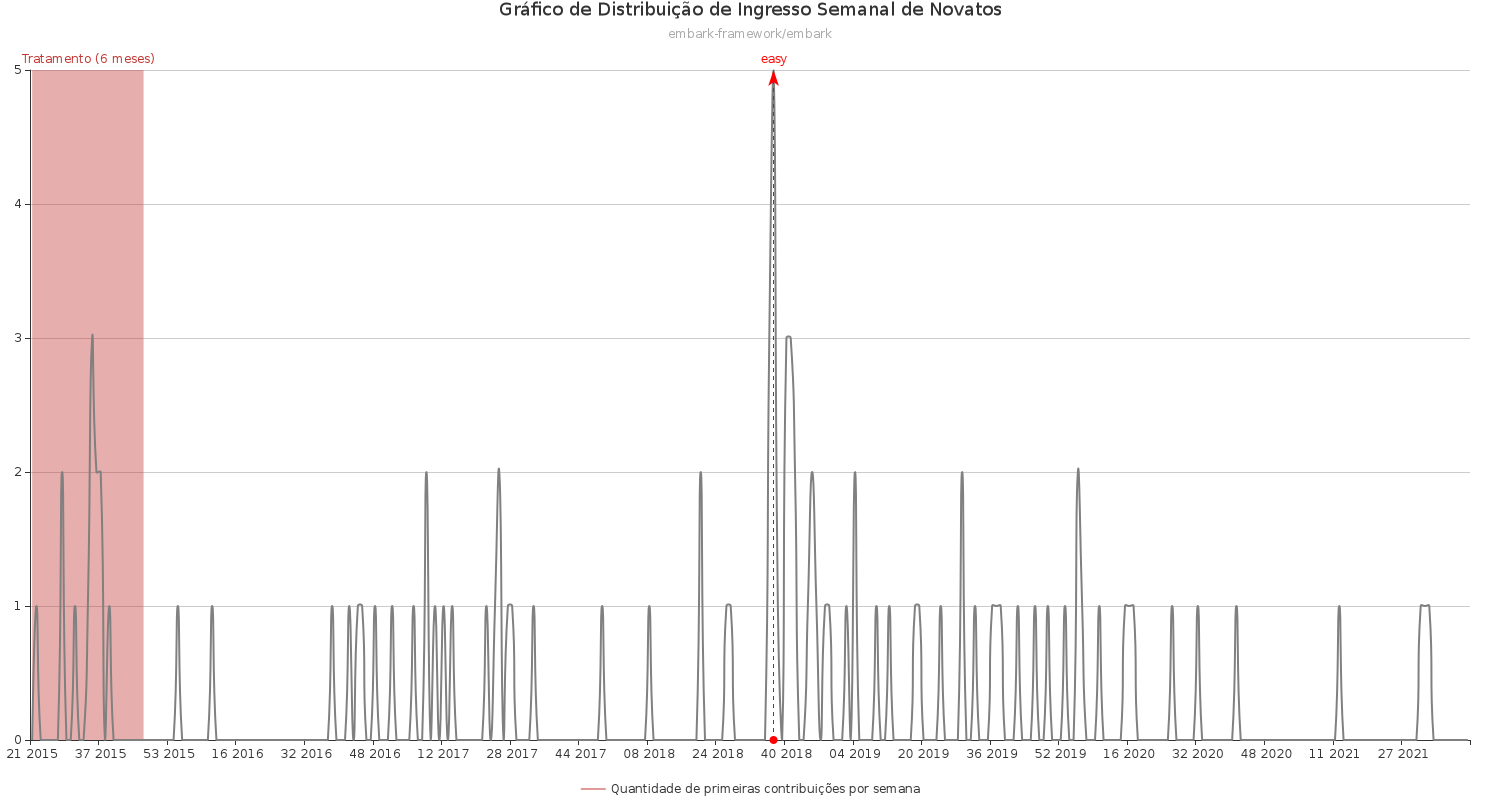 Gráfico de Distribuição de Ingresso Semanal de Novatos
embark-framework/embark
Tratamento (6 meses)
easy
5
4
3
2
1
0
21 2015 37 2015 53 2015 16 2016 32 2016 48 2016 12 2017 28 2017 44 2017 08 2018 24 2018 40 2018 04 2019 20 2019 36 2019 52 2019 16 2020 32 2020 48 2020 11 2021 27 2021
Quantidade de primeiras contribuições por semana